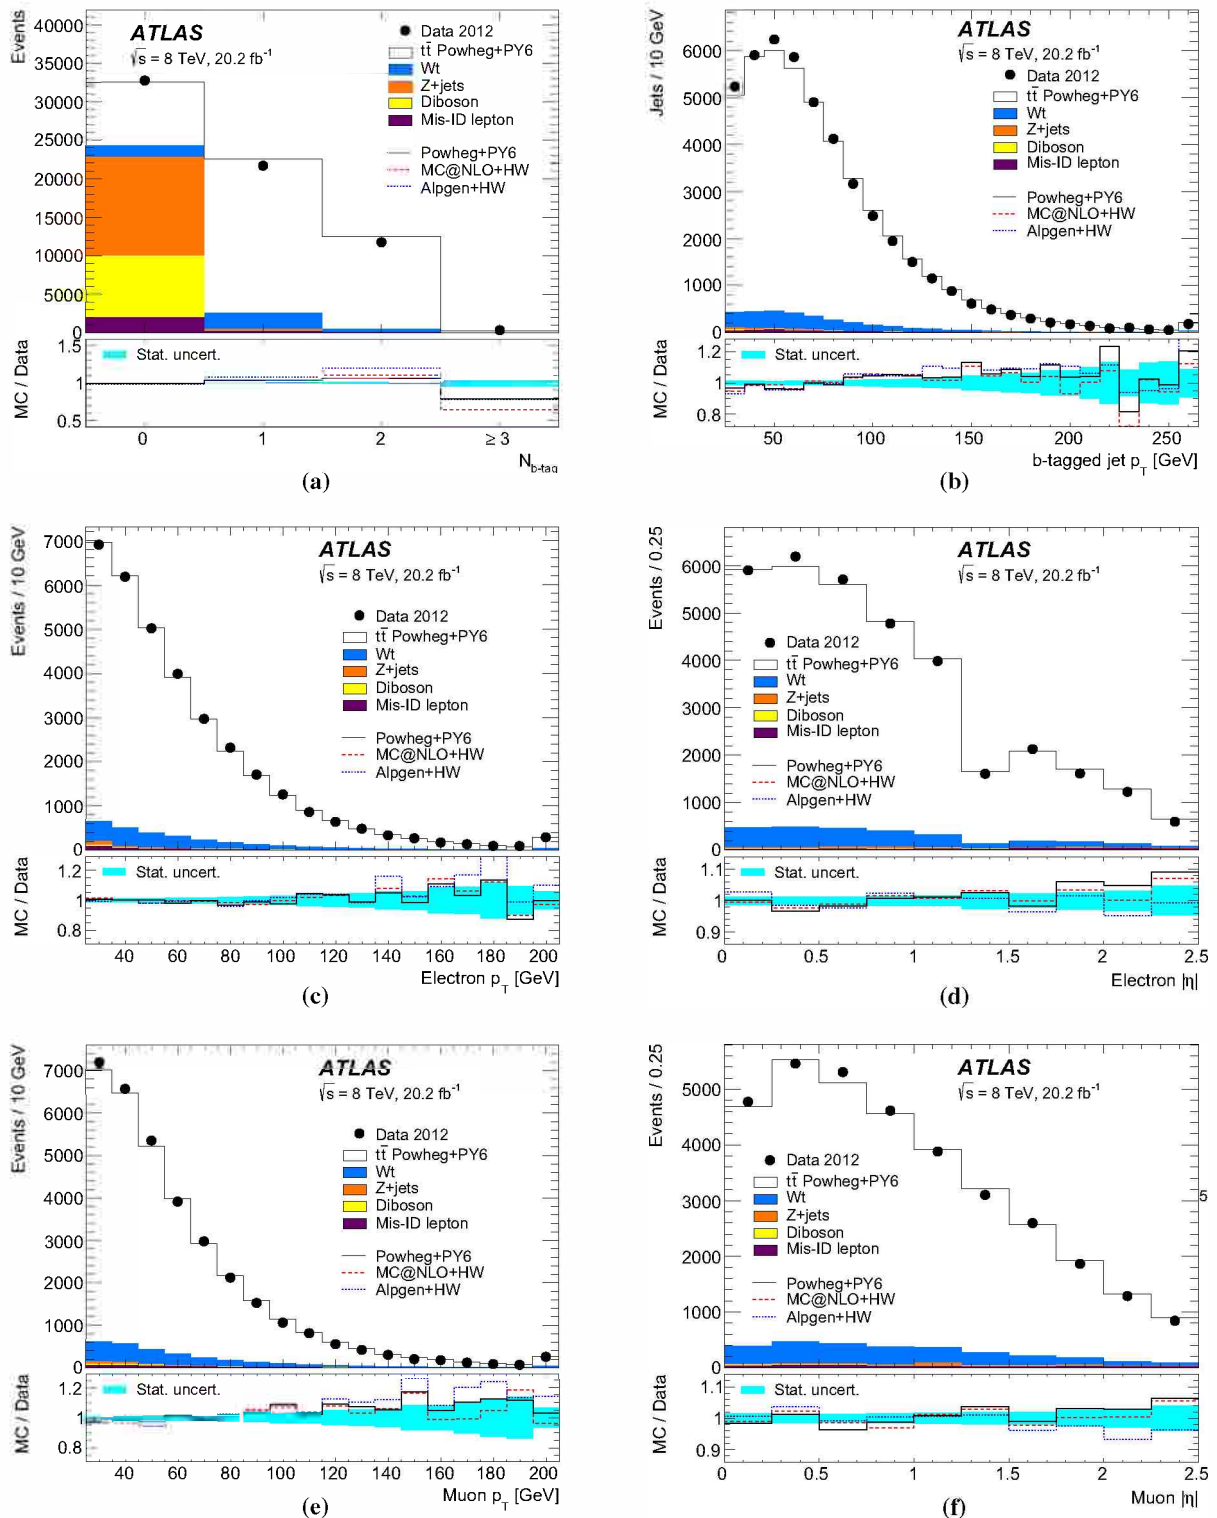 Events
40000
35000
30000
25000
20000
15000
10000
5000
0
ATLAS
√s = 8 TeV, 20.2 fb⁻¹
Data 2012
tt̄ Powheg+PY6
Wt
Z+jets
Diboson
Mis-ID lepton
Powheg+PY6
MC@NLO+HW
Alpgen+HW
MC / Data
1.5
1
0.5
Stat. uncert.
0 1 2 ≥ 3
N b-tag
(a)
Jets / 10 GeV
6000
5000
4000
3000
2000
1000
0
ATLAS
√s = 8 TeV, 20.2 fb⁻¹
Data 2012
tt̄ Powheg+PY6
Wt
Z+jets
Diboson
Mis-ID lepton
Powheg+PY6
MC@NLO+HW
Alpgen+HW
MC / Data
1.2
1
0.8
Stat. uncert.
50 100 150 200 250
b-tagged jet p_T [GeV]
(b)
Events / 10 GeV
7000
6000
5000
4000
3000
2000
1000
0
ATLAS
√s = 8 TeV, 20.2 fb⁻¹
Data 2012
tt̄ Powheg+PY6
Wt
Z+jets
Diboson
Mis-ID lepton
Powheg+PY6
MC@NLO+HW
Alpgen+HW
MC / Data
1.2
1
0.8
Stat. uncert.
40 60 80 100 120 140 160 180 200
Electron p_T [GeV]
(c)
Events / 0.25
6000
5000
4000
3000
2000
1000
0
ATLAS
√s = 8 TeV, 20.2 fb⁻¹
Data 2012
tt̄ Powheg+PY6
Wt
Z+jets
Diboson
Mis-ID lepton
Powheg+PY6
MC@NLO+HW
Alpgen+HW
MC / Data
1.1
1
0.9
Stat. uncert.
0 0.5 1 1.5 2 2.5
Electron |η|
(d)
Events / 10 GeV
7000
6000
5000
4000
3000
2000
1000
0
ATLAS
√s = 8 TeV, 20.2 fb⁻¹
Data 2012
tt̄ Powheg+PY6
Wt
Z+jets
Diboson
Mis-ID lepton
Powheg+PY6
MC@NLO+HW
Alpgen+HW
MC / Data
1.2
1
0.8
Stat. uncert.
40 60 80 100 120 140 160 180 200
Muon p_T [GeV]
(e)
Events / 0.25
5000
4000
3000
2000
1000
0
ATLAS
√s = 8 TeV, 20.2 fb⁻¹
Data 2012
tt̄ Powheg+PY6
Wt
Z+jets
Diboson
Mis-ID lepton
Powheg+PY6
MC@NLO+HW
Alpgen+HW
5
MC / Data
1.1
1
0.9
Stat. uncert.
0 0.5 1 1.5 2 2.5
Muon |η|
(f)